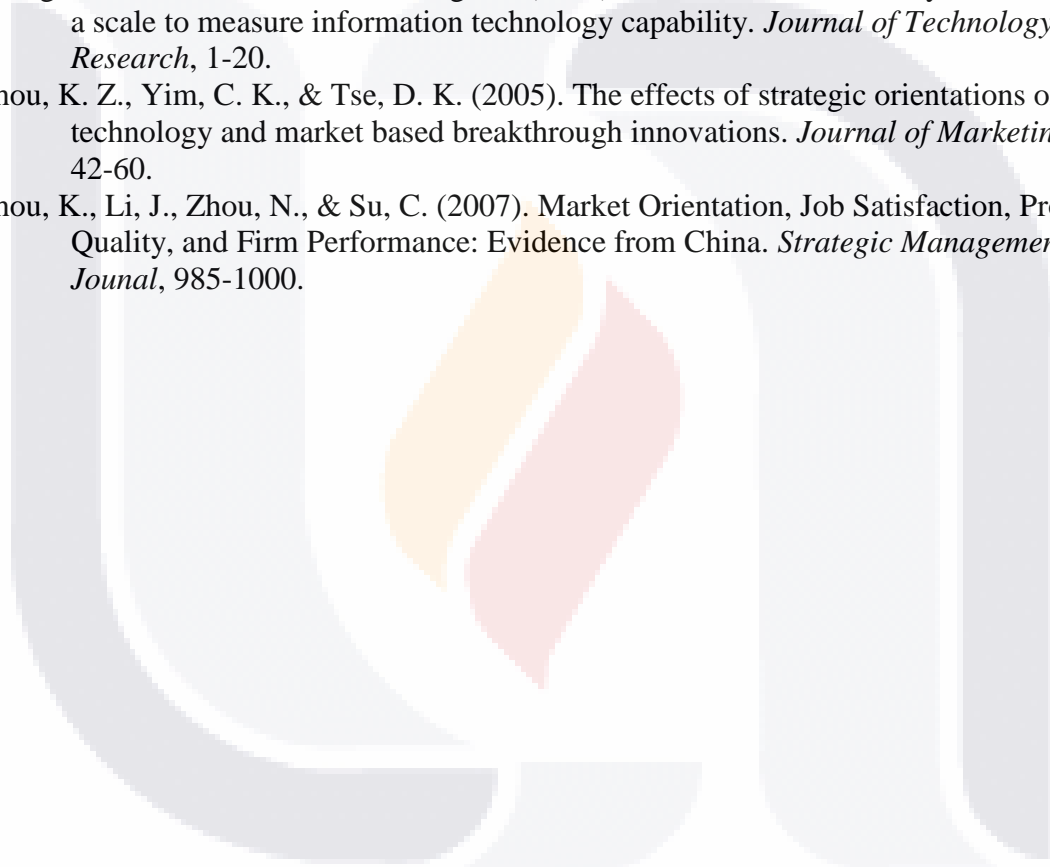 a scale to measure information technology capability. Journal of Technology
Research, 1-20.
hou, K. Z., Yim, C. K., & Tse, D. K. (2005). The effects of strategic orientations o
technology and market based breakthrough innovations. Journal of Marketin
42-60.
hou, K., Li, J., Zhou, N., & Su, C. (2007). Market Orientation, Job Satisfaction, Pr
Quality, and Firm Performance: Evidence from China. Strategic Managemen
Jounal, 985-1000.